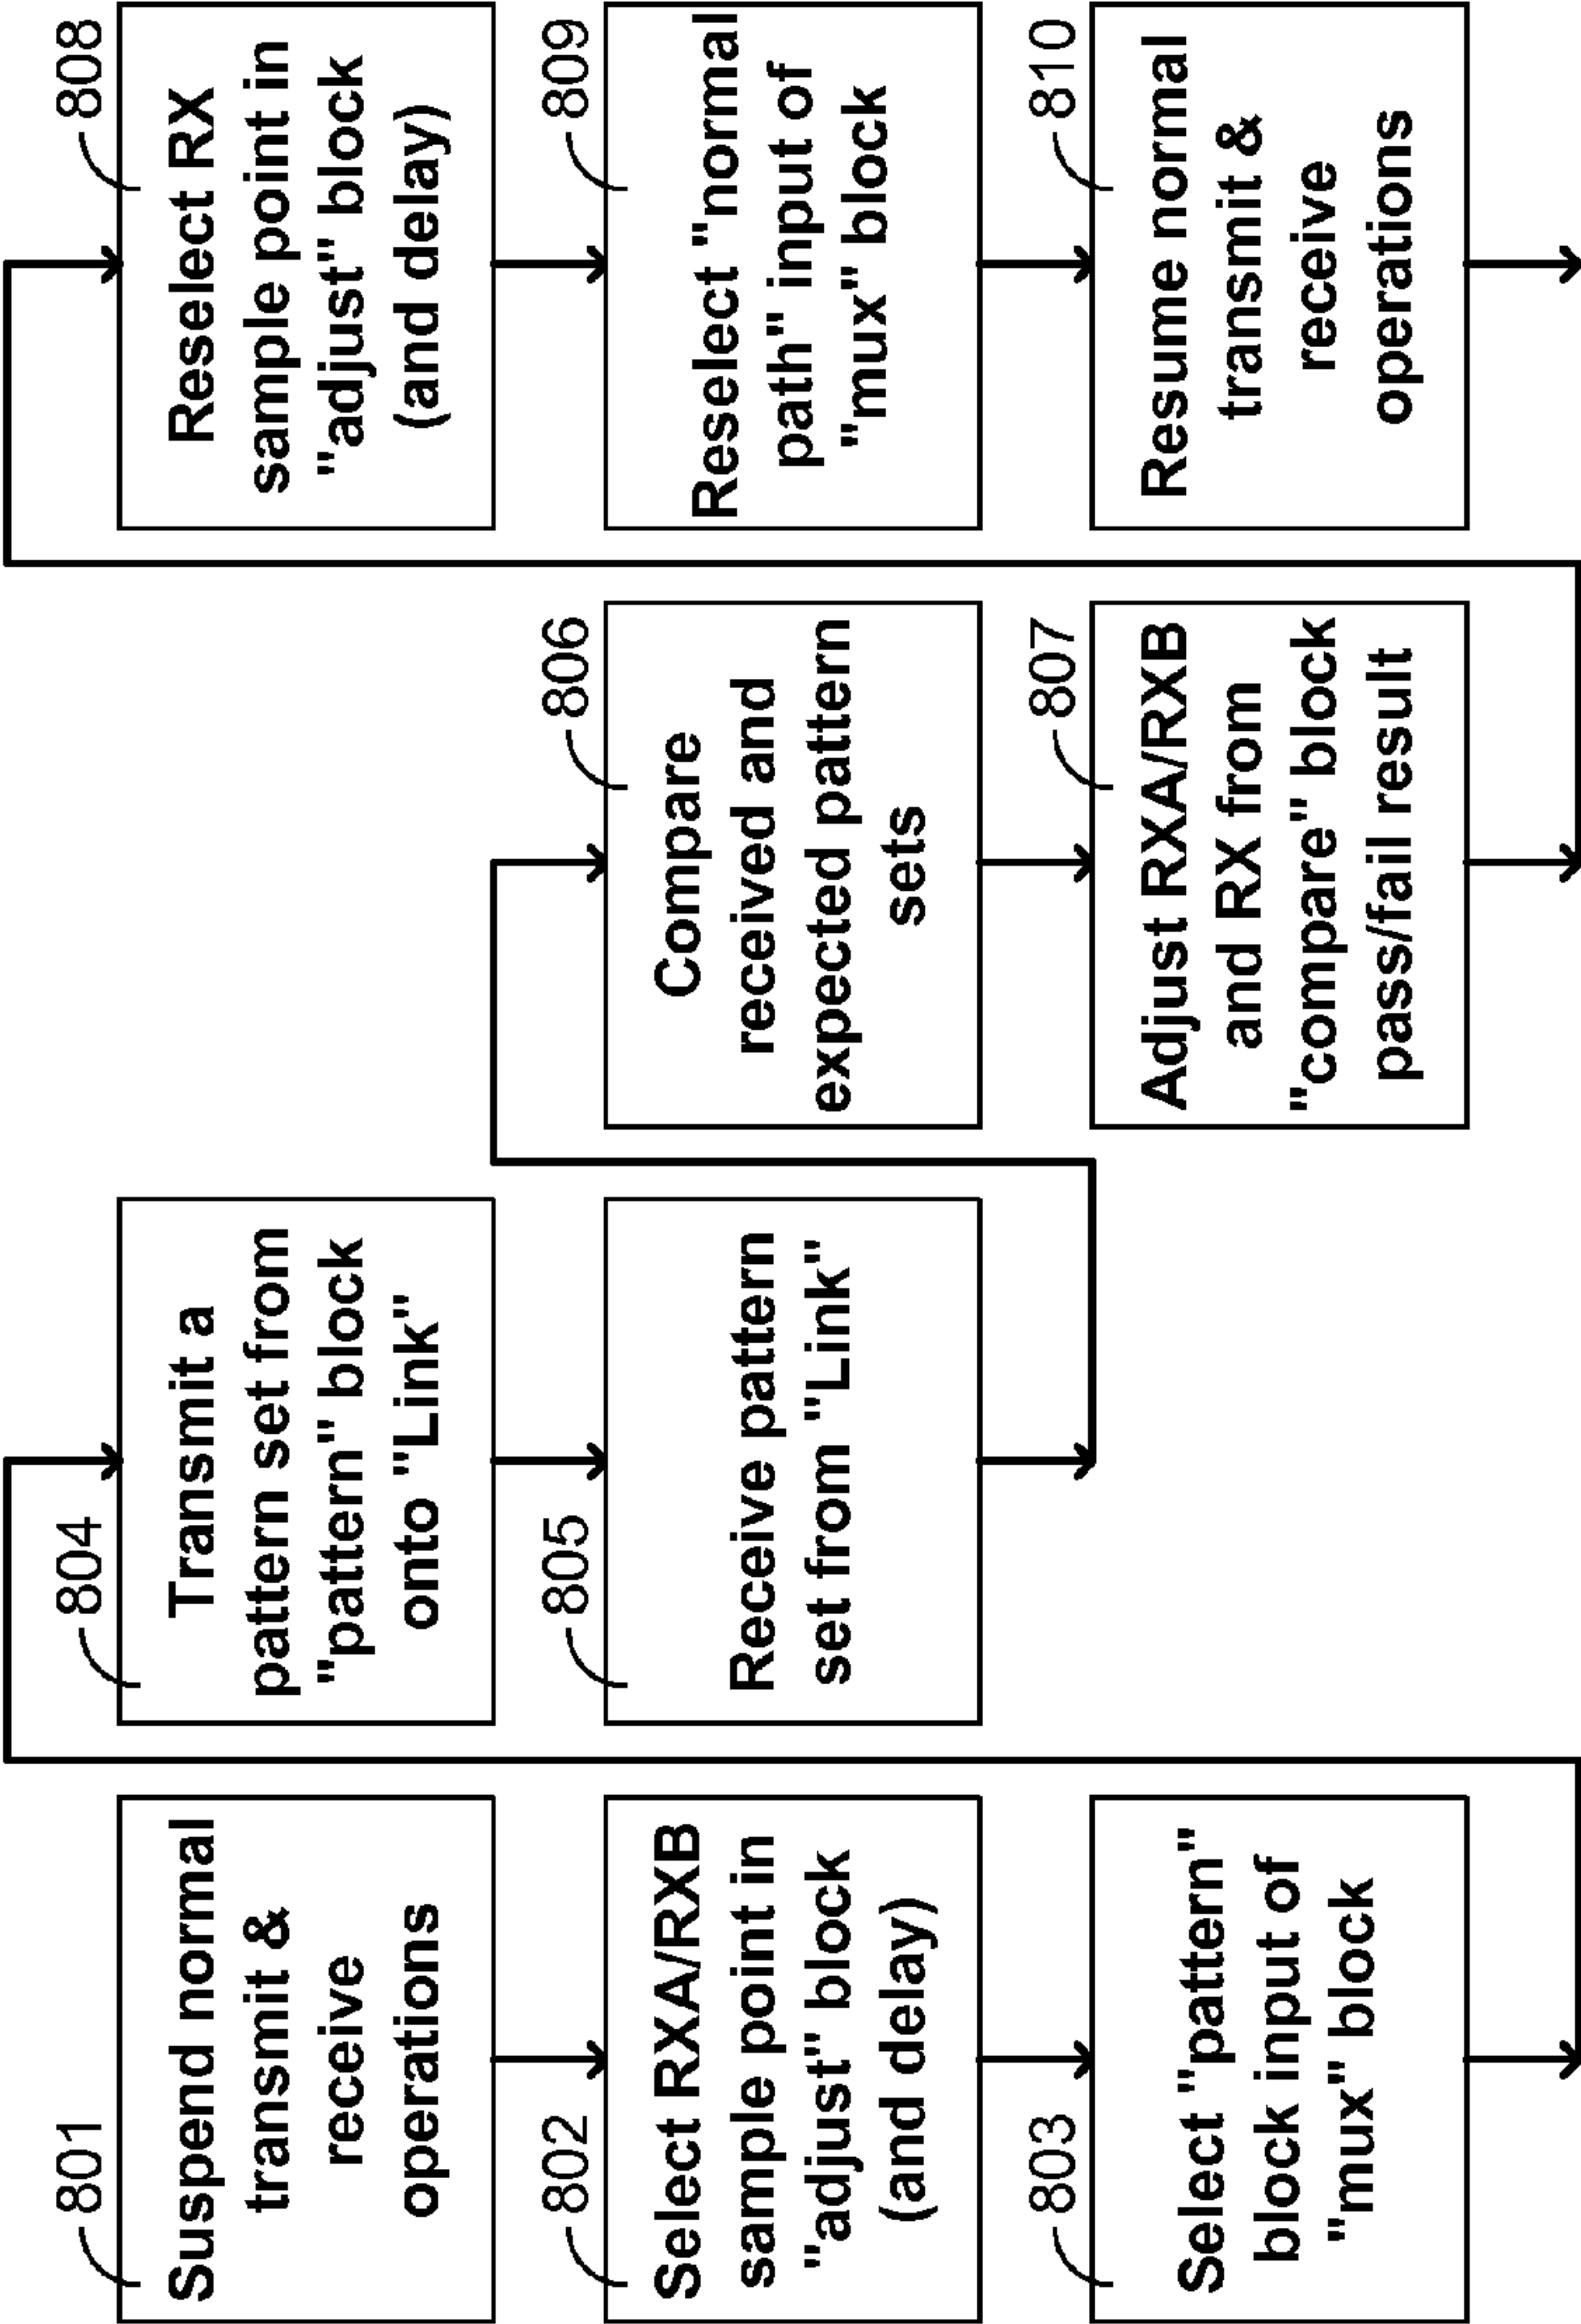 801
Suspend normal
transmit &
receive
operations
802
Select RXA/RXB
sample point in
"adjust" block
(and delay)
803
Select "pattern"
block input of
"mux" block
804
Transmit a
pattern set from
"pattern" block
onto "Link"
805
Receive pattern
set from "Link"
806
Compare
received and
expected pattern
sets
807
Adjust RXA/RXB
and RX from
"compare" block
pass/fail result
808
Reselect RX
sample point in
"adjust" block
(and delay)
809
Reselect "normal
path" input of
"mux" block
810
Resume normal
transmit &
receive
operations